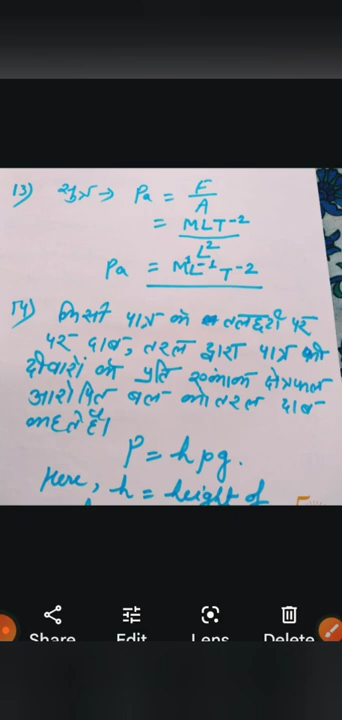 13) सूत्र → Pa = F/A
= MLT⁻²/L²
Pa = M¹L⁻¹T⁻²
14) किसी पात्र के तलहटी पर
पर दाब, तरल द्वारा पात्र की
दीवारों के प्रति एकांक क्षेत्रफल
आरोपित बल को तरल दाब
कहते हैं।
P = hρg.
Here, h = height of
Share Edit Lens Delete